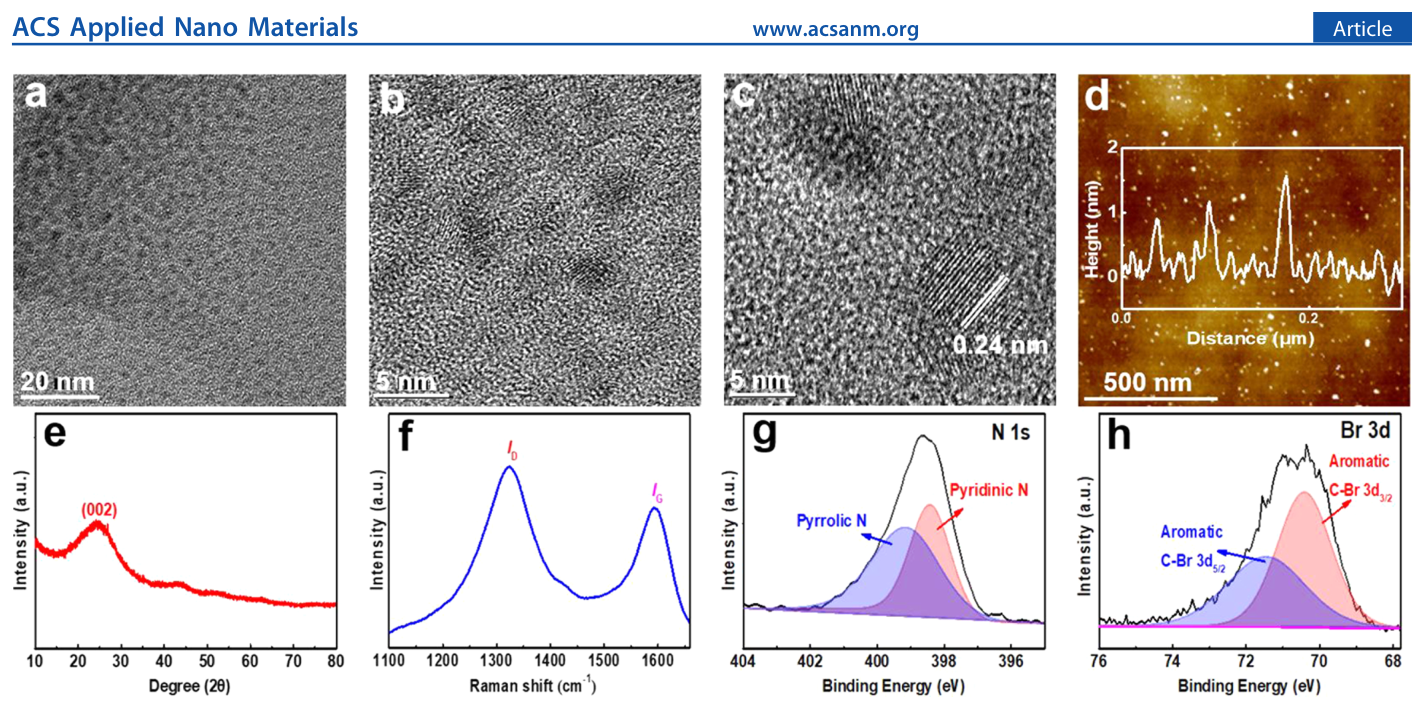 ACS Applied Nano Materials
www.acsanm.org
Article
a
20 nm
b
5 nm
c
0.24 nm
5 nm
d
2
1
0
Height (nm)
0.0
0.2
Distance (µm)
500 nm
e
(002)
Intensity (a.u.)
10 20 30 40 50 60 70 80
Degree (2θ)
f
I_D
I_G
Intensity (a.u.)
1100 1200 1300 1400 1500 1600
Raman shift (cm⁻¹)
g
N 1s
Pyridinic N
Pyrrolic N
Intensity (a.u.)
404 402 400 398 396
Binding Energy (eV)
h
Br 3d
Aromatic
C-Br 3d₃/₂
Aromatic
C-Br 3d₅/₂
Intensity (a.u.)
76 74 72 70 68
Binding Energy (eV)